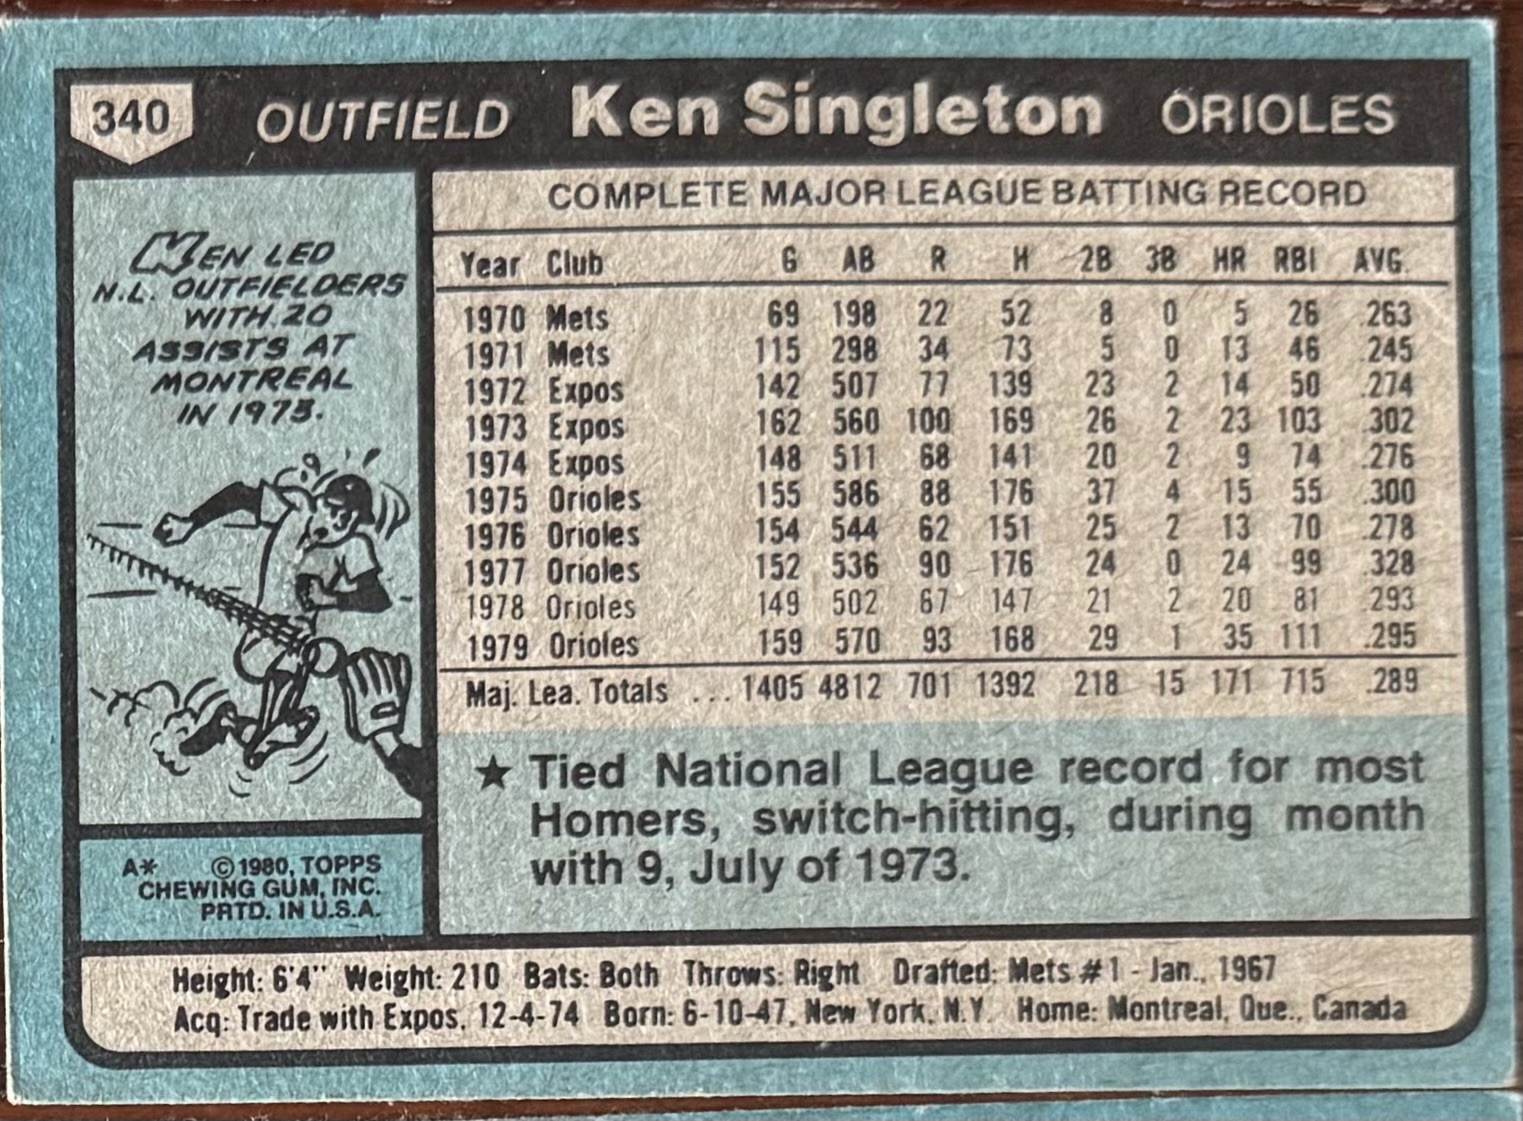 340 OUTFIELD Ken Singleton ORIOLES
KEN LED
N.L. OUTFIELDERS
WITH 20
ASSISTS AT
MONTREAL
IN 1973.
A* ©1980, TOPPS
CHEWING GUM, INC.
PRTD. IN U.S.A.
COMPLETE MAJOR LEAGUE BATTING RECORD
Year Club G AB R H 2B 3B HR RBI AVG.
1970 Mets 69 198 22 52 8 0 5 26 .263
1971 Mets 115 298 34 73 5 0 13 46 .245
1972 Expos 142 507 77 139 23 2 14 50 .274
1973 Expos 162 560 100 169 26 2 23 103 .302
1974 Expos 148 511 68 141 20 2 9 74 .276
1975 Orioles 155 586 88 176 37 4 15 55 .300
1976 Orioles 154 544 62 151 25 2 13 70 .278
1977 Orioles 152 536 90 176 24 0 24 99 .328
1978 Orioles 149 502 67 147 21 2 20 81 .293
1979 Orioles 159 570 93 168 29 1 35 111 .295
Maj. Lea. Totals ... 1405 4812 701 1392 218 15 171 715 .289
★ Tied National League record for most
Homers, switch-hitting, during month
with 9, July of 1973.
Height: 6'4" Weight: 210 Bats: Both Throws: Right Drafted: Mets #1 - Jan., 1967
Acq: Trade with Expos, 12-4-74 Born: 6-10-47, New York, N.Y. Home: Montreal, Que., Canada